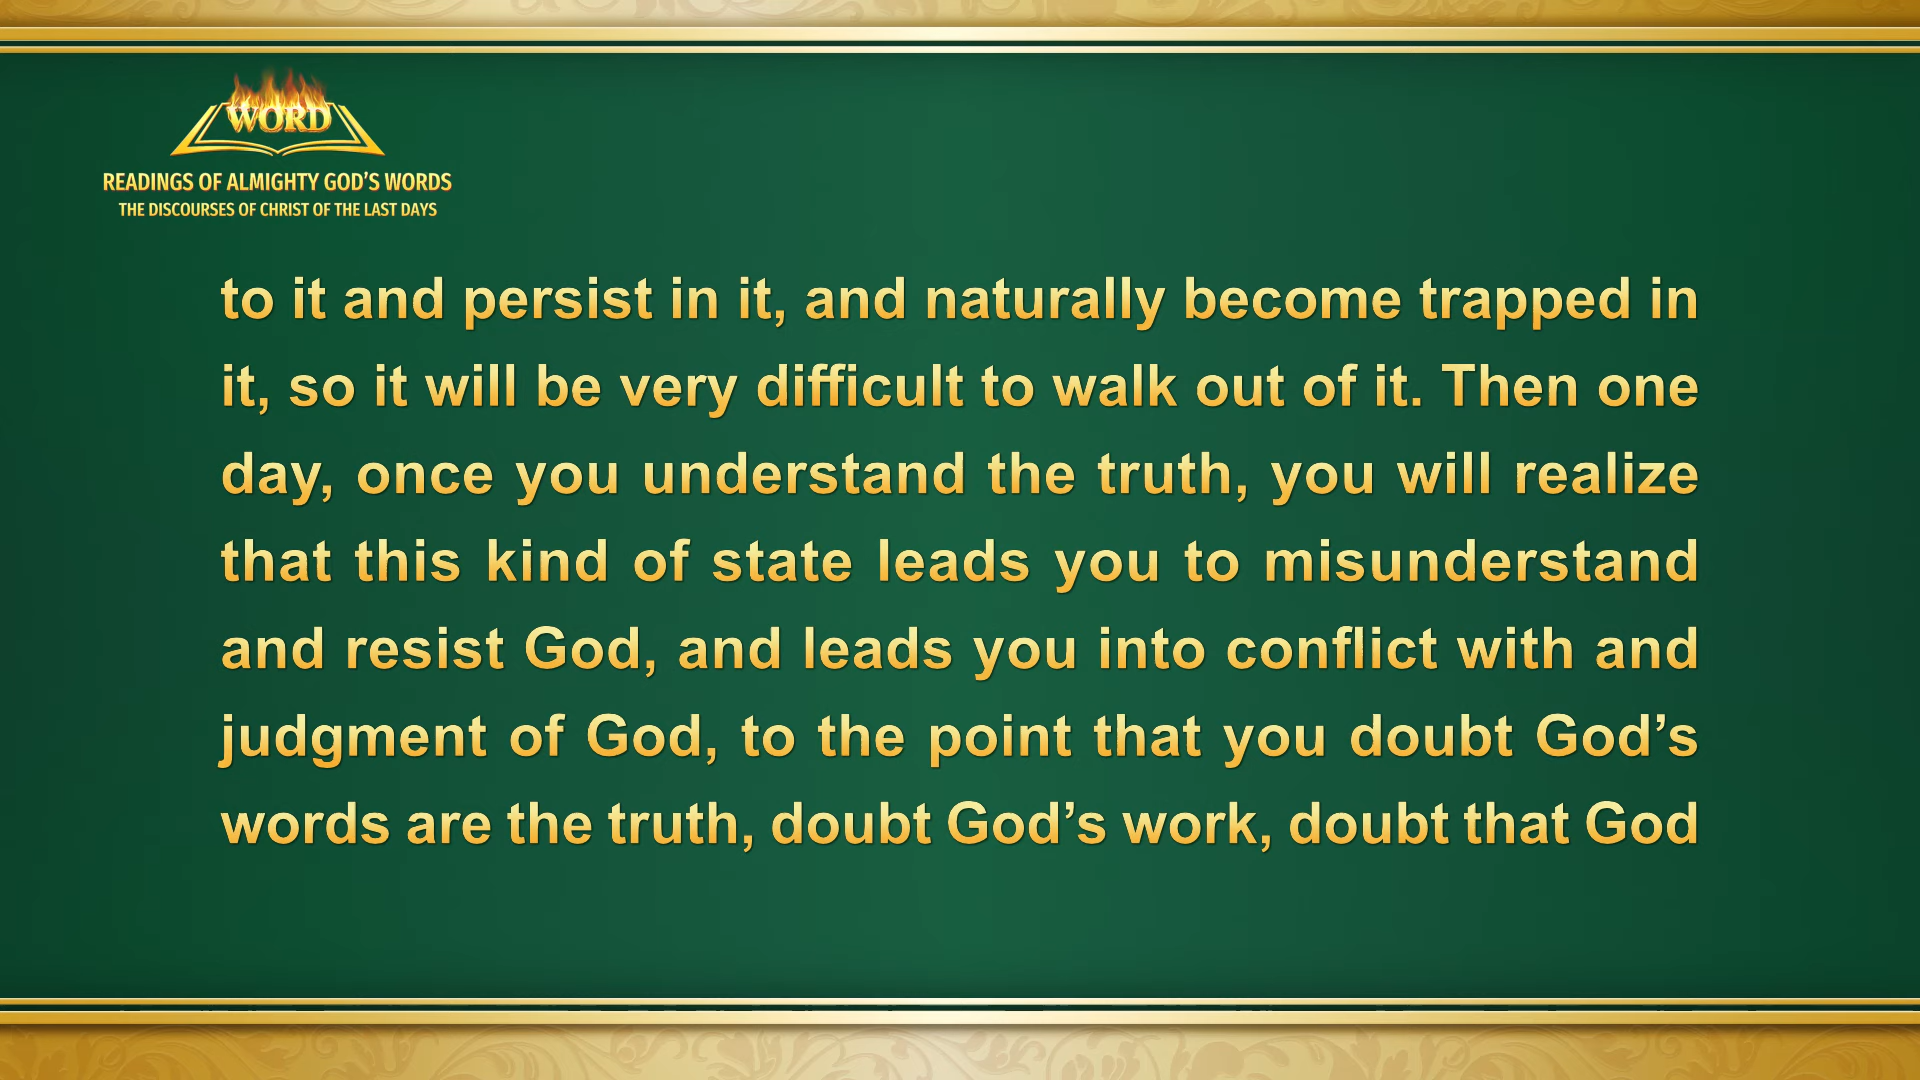 WORD
READINGS OF ALMIGHTY GOD’S WORDS
THE DISCOURSES OF CHRIST OF THE LAST DAYS
to it and persist in it, and naturally become trapped in
it, so it will be very difficult to walk out of it. Then one
day, once you understand the truth, you will realize
that this kind of state leads you to misunderstand
and resist God, and leads you into conflict with and
judgment of God, to the point that you doubt God’s
words are the truth, doubt God’s work, doubt that God